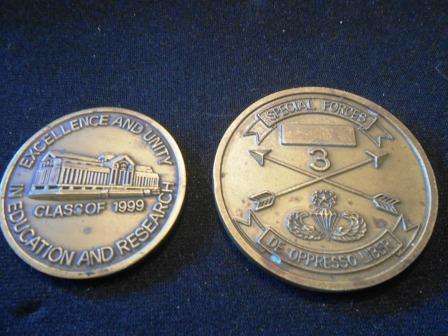 EXCELLENCE AND UNITY
IN EDUCATION AND RESEARCH
CLASS OF 1999
SPECIAL FORCES
3
DE OPPRESSO LIBER